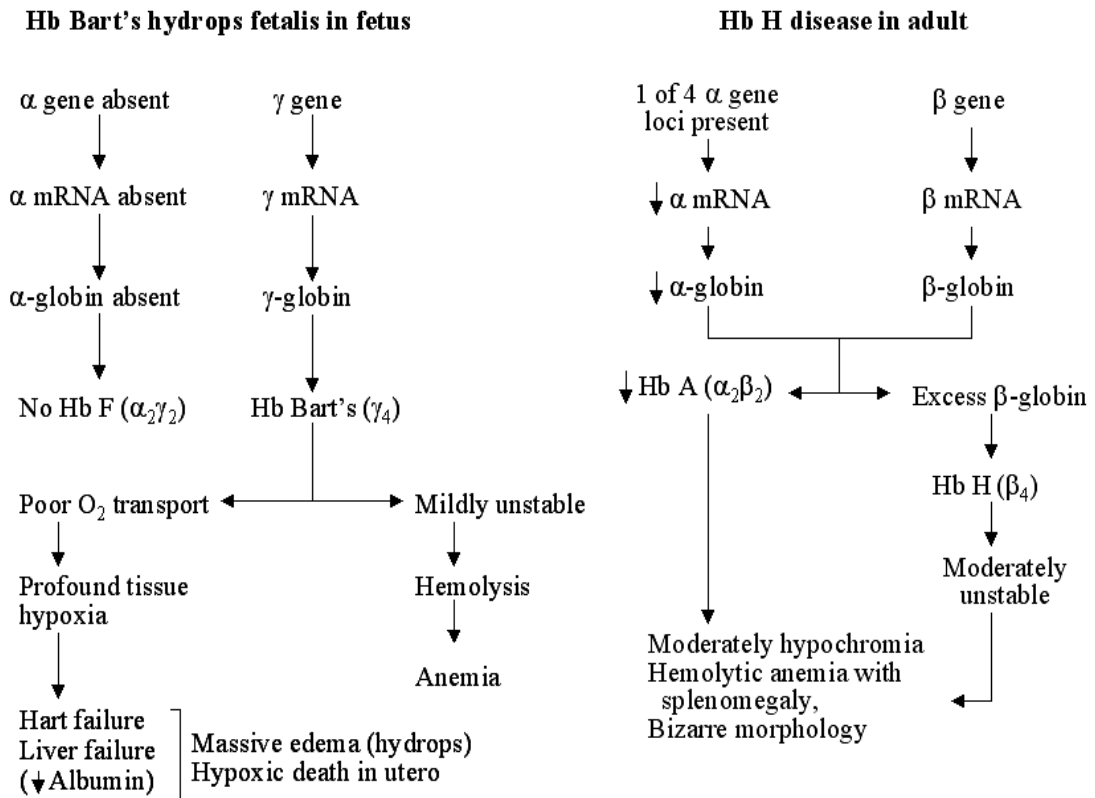 Hb Bart's hydrops fetalis in fetus
α gene absent
γ gene
α mRNA absent
γ mRNA
α-globin absent
γ-globin
No Hb F (α₂γ₂)
Hb Bart's (γ₄)
Poor O₂ transport
Mildly unstable
Profound tissue
hypoxia
Hemolysis
Anemia
Hart failure
Liver failure
(↓Albumin)
Massive edema (hydrops)
Hypoxic death in utero
Hb H disease in adult
1 of 4 α gene
loci present
β gene
↓ α mRNA
β mRNA
↓ α-globin
β-globin
↓ Hb A (α₂β₂)
Excess β-globin
Hb H (β₄)
Moderately
unstable
Moderately hypochromia
Hemolytic anemia with
splenomegaly,
Bizarre morphology